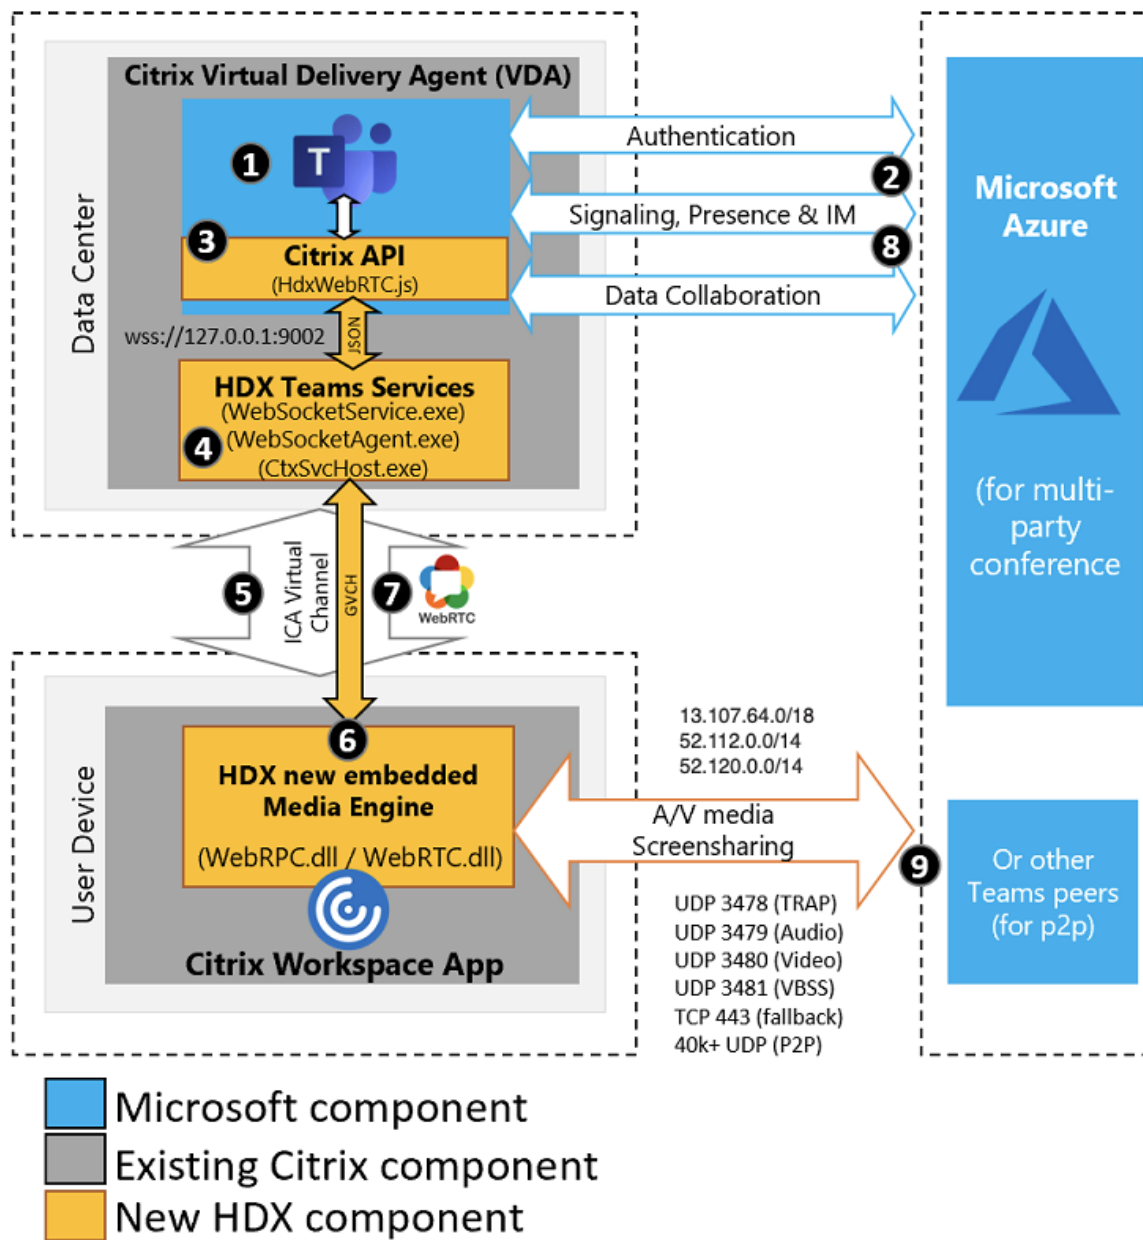 Citrix Virtual Delivery Agent (VDA)
Data Center
1
T
3
Citrix API
(HdxWebRTC.js)
wss://127.0.0.1:9002
JSON
HDX Teams Services
(WebSocketService.exe)
(WebSocketAgent.exe)
4
(CtxSvcHost.exe)
Authentication
2
Signaling, Presence & IM
8
Data Collaboration
Microsoft
Azure
(for multi-
party
conference
5
ICA Virtual
Channel
GVCH
7
WebRTC
User Device
6
HDX new embedded
Media Engine
(WebRPC.dll / WebRTC.dll)
Citrix Workspace App
13.107.64.0/18
52.112.0.0/14
52.120.0.0/14
A/V media
Screensharing
9
UDP 3478 (TRAP)
UDP 3479 (Audio)
UDP 3480 (Video)
UDP 3481 (VBSS)
TCP 443 (fallback)
40k+ UDP (P2P)
Or other
Teams peers
(for p2p)
Microsoft component
Existing Citrix component
New HDX component